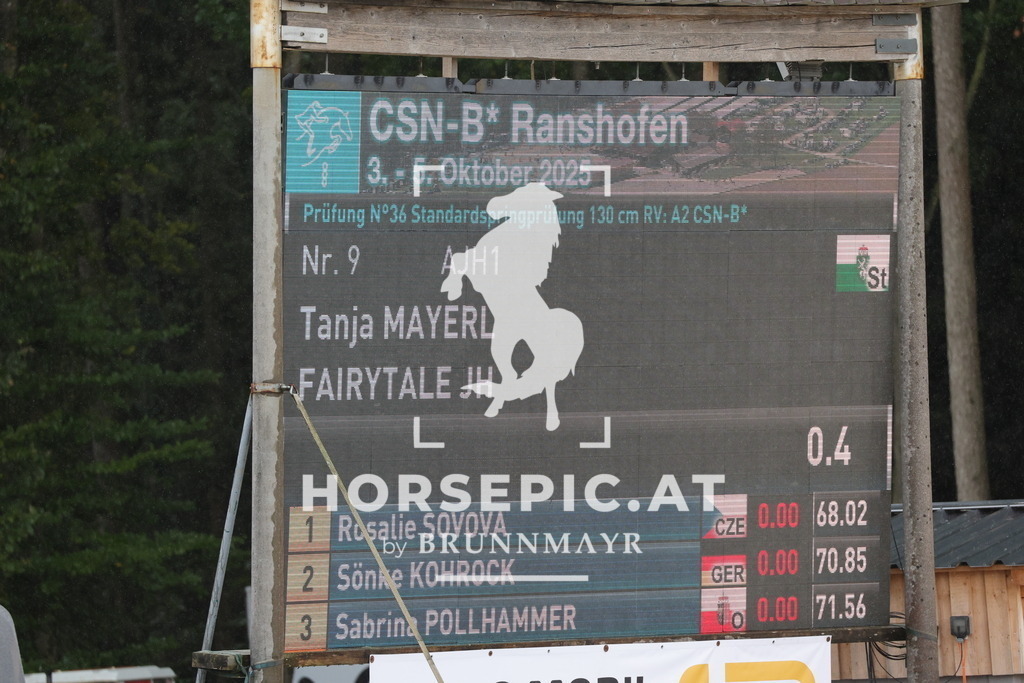 CSN-B* Ranshofen
8
3. - 5. Oktober 2025
Prüfung N°36 Standardspringprüfung 130 cm RV: A2 CSN-B*
Nr. 9 AJH1
St
Tanja MAYERL
FAIRYTALE JH
0.4
HORSEPIC.AT
by BRUNNMAYR
1 Rosalie SOVOVA CZE 0.00 68.02
2 Sönke KOHROCK GER 0.00 70.85
3 Sabrina POLLHAMMER O 0.00 71.56